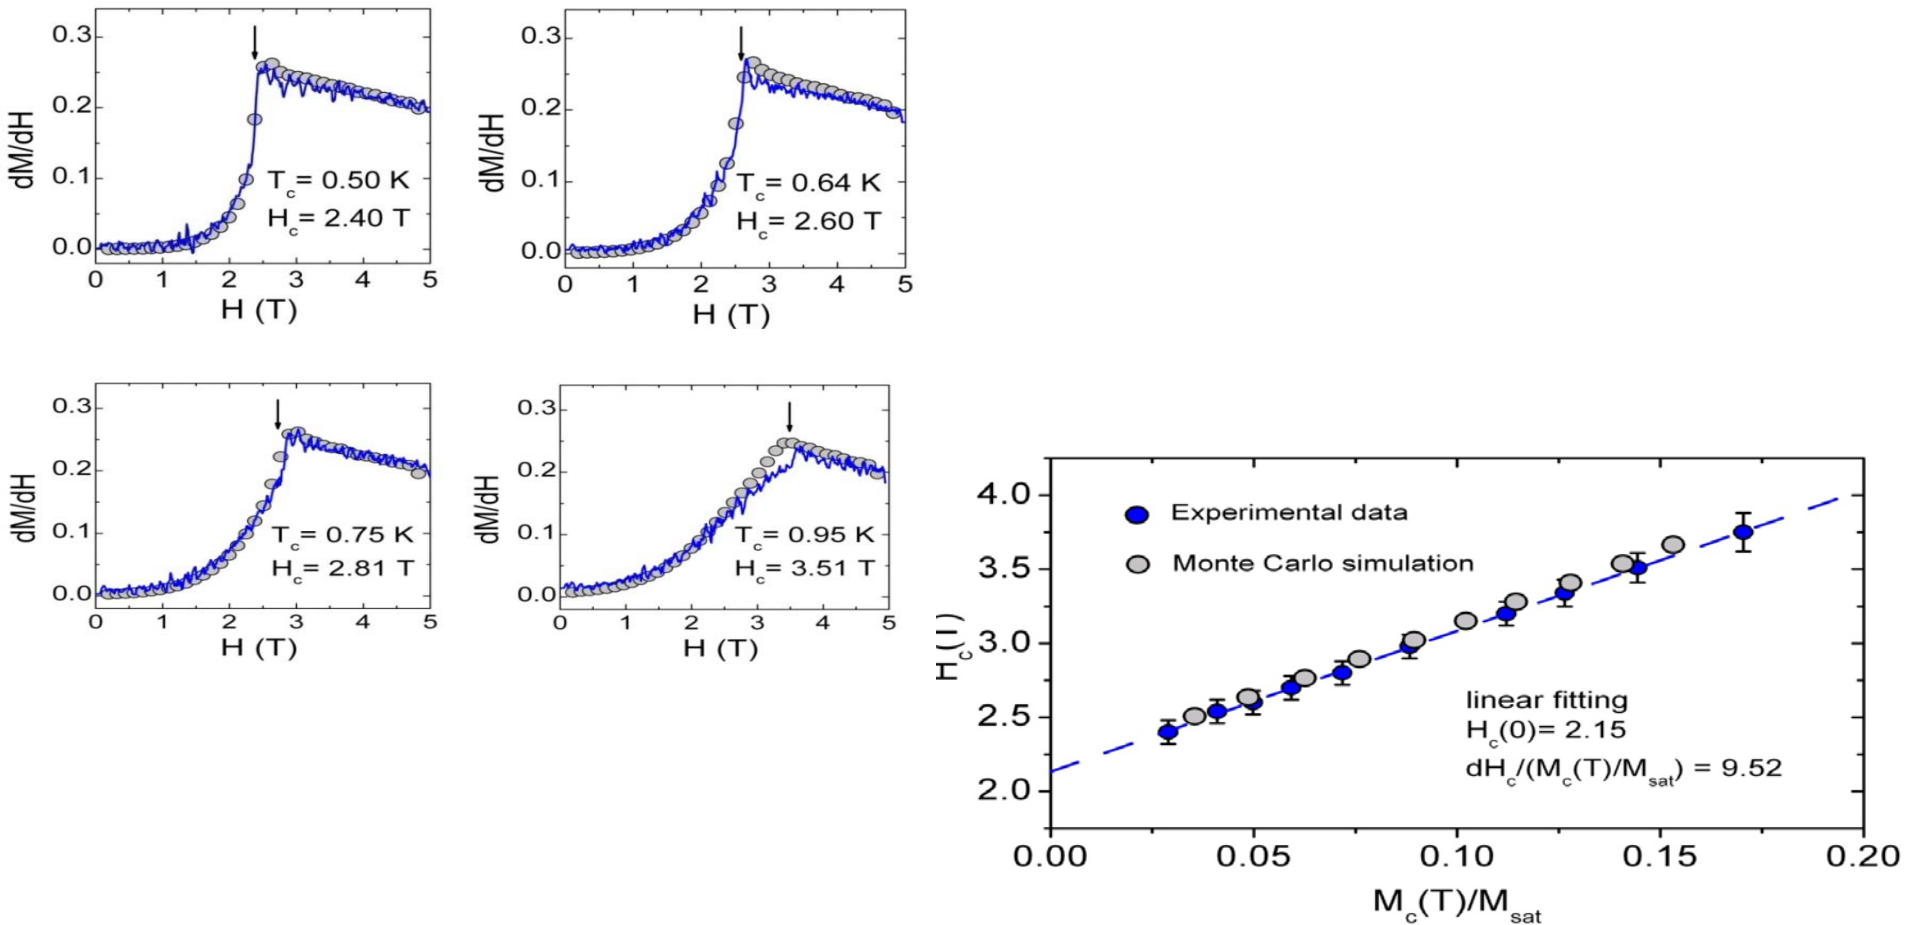 dM/dH
0.3
0.2
0.1
0.0
T_c= 0.50 K
H_c= 2.40 T
0 1 2 3 4 5
H (T)
dM/dH
0.3
0.2
0.1
0.0
T_c= 0.64 K
H_c= 2.60 T
0 1 2 3 4 5
H (T)
dM/dH
0.3
0.2
0.1
0.0
T_c= 0.75 K
H_c= 2.81 T
0 1 2 3 4 5
H (T)
dM/dH
0.3
0.2
0.1
0.0
T_c= 0.95 K
H_c= 3.51 T
0 1 2 3 4 5
H (T)
H_c(T)
4.0
3.5
3.0
2.5
2.0
Experimental data
Monte Carlo simulation
linear fitting
H_c(0)= 2.15
dH_c/(M_c(T)/M_sat) = 9.52
0.00 0.05 0.10 0.15 0.20
M_c(T)/M_sat